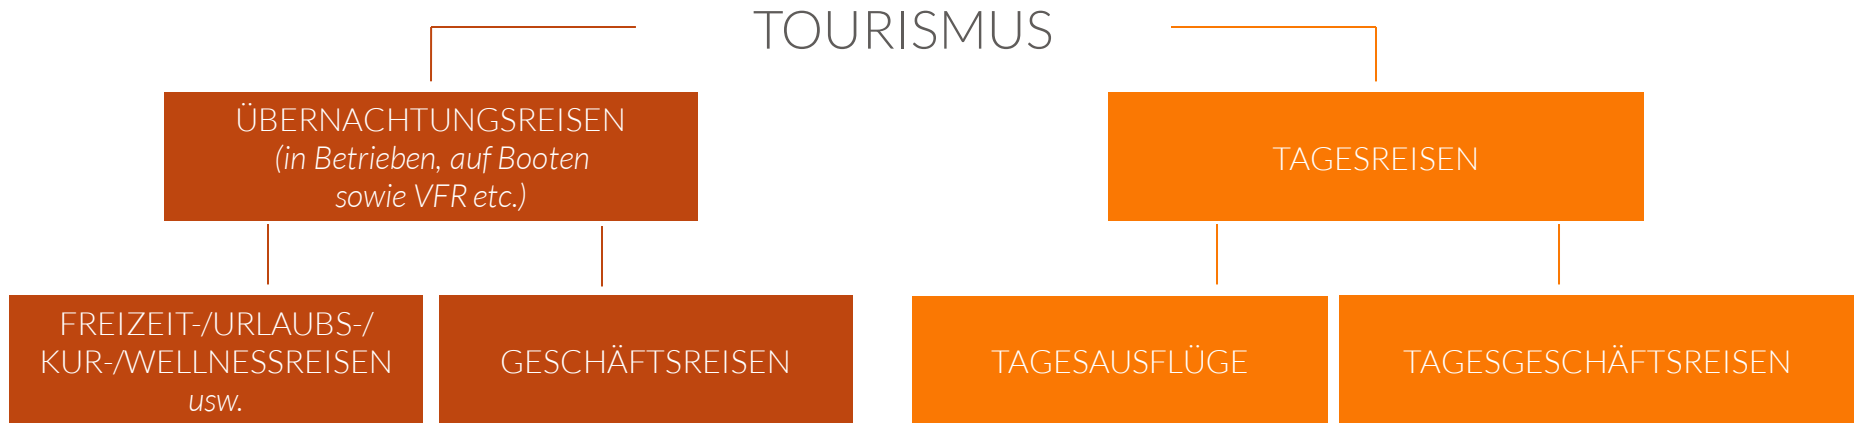 TOURISMUS
ÜBERNACHTUNGSREISEN
(in Betrieben, auf Booten
sowie VFR etc.)
TAGESREISEN
FREIZEIT-/URLAUBS-/
KUR-/WELLNESSREISEN
usw.
GESCHÄFTSREISEN
TAGESAUSFLÜGE
TAGESGESCHÄFTSREISEN